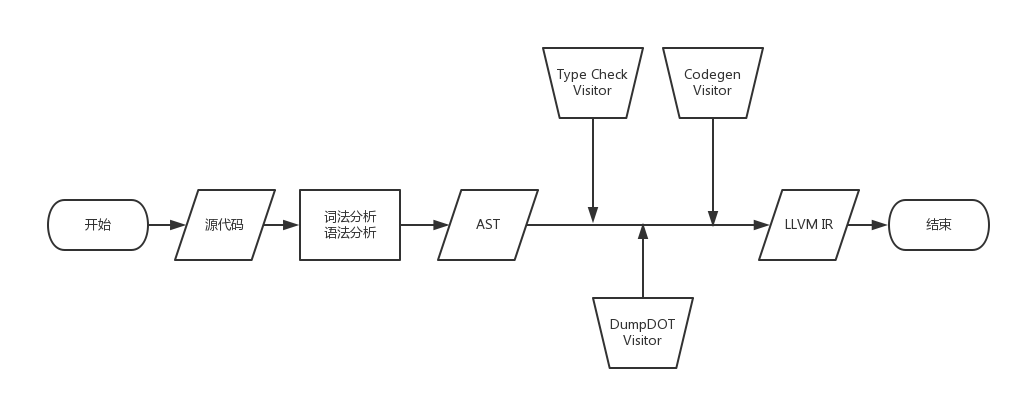 Type Check
Visitor
Codegen
Visitor
开始
源代码
词法分析
语法分析
AST
LLVM IR
结束
DumpDOT
Visitor